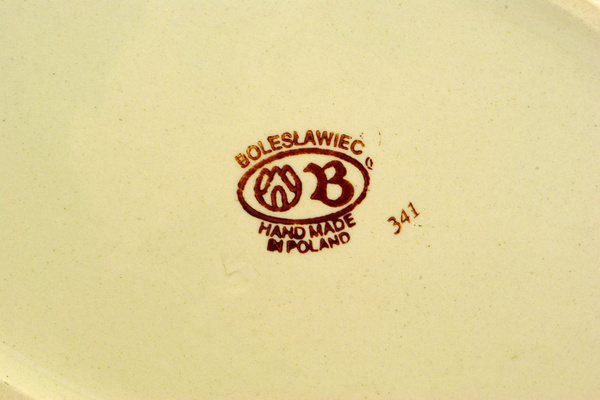 BOLESŁAWIEC
B
HAND MADE
IN POLAND
341